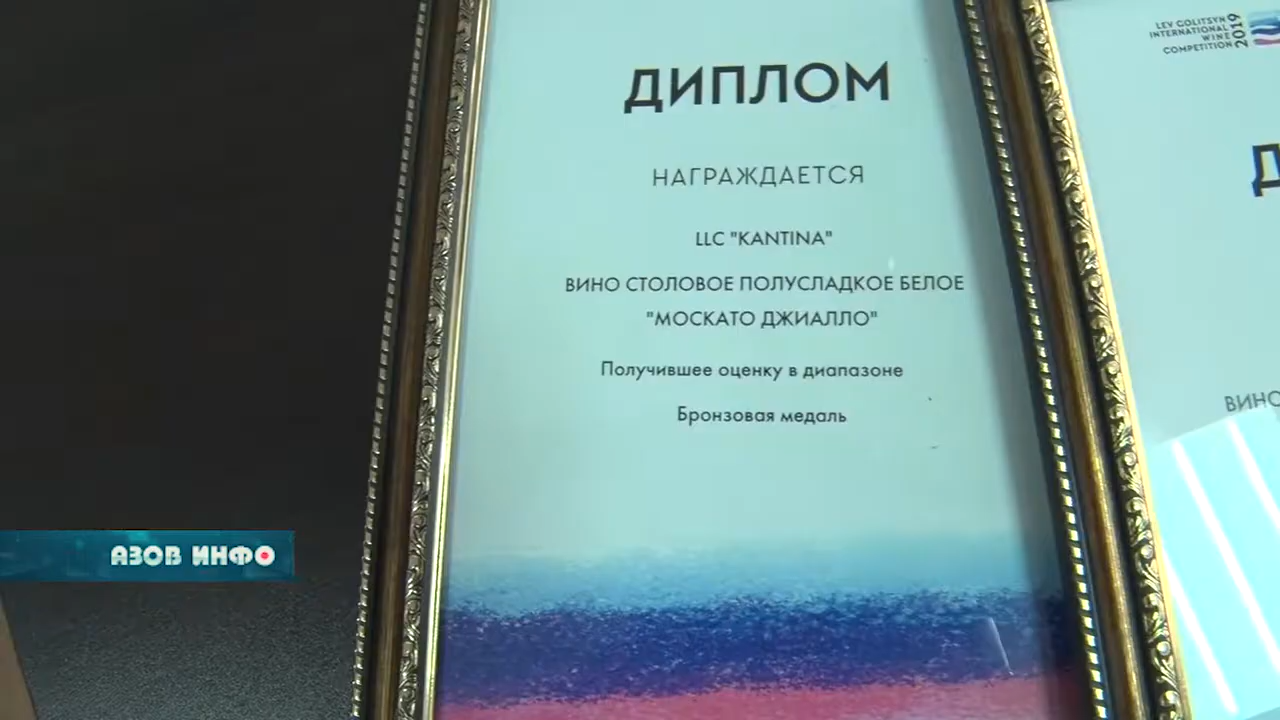 ДИПЛОМ
НАГРАЖДАЕТСЯ
LLC "KANTINA"
ВИНО СТОЛОВОЕ ПОЛУСЛАДКОЕ БЕЛОЕ
"МОСКАТО ДЖИАЛЛО"
Получившее оценку в диапазоне
Бронзовая медаль
LEV GOLITSYN
INTERNATIONAL
WINE
COMPETITION
2019
Д
ВИНО
АЗОВ ИНФО